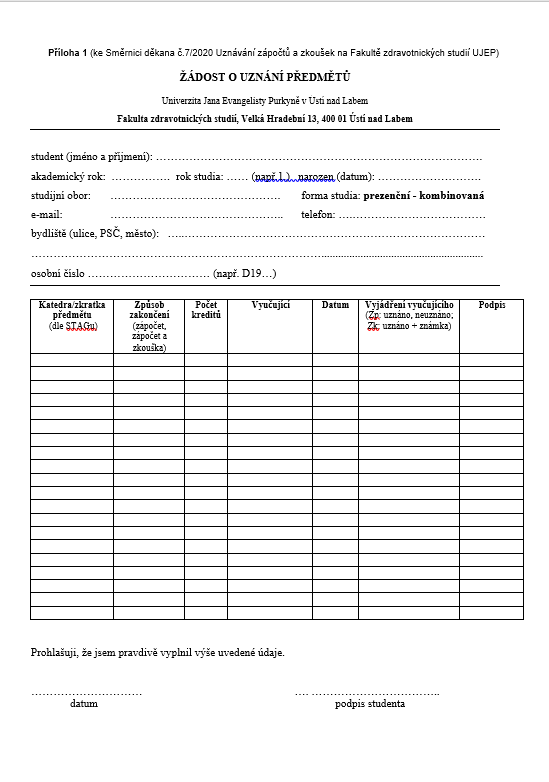 Příloha 1 (ke Směrnici děkana č.7/2020 Uznávání zápočtů a zkoušek na Fakultě zdravotnických studií UJEP)
ŽÁDOST O UZNÁNÍ PŘEDMĚTŮ
Univerzita Jana Evangelisty Purkyně v Ústí nad Labem
Fakulta zdravotnických studií, Velká Hradební 13, 400 01 Ústí nad Labem
student (jméno a příjmení): ……………………………………………………………………………
akademický rok: ……………… rok studia: …… (např.1.) narozen (datum): ………………………
studijní obor: ……………………………………… forma studia: prezenční - kombinovaná
e-mail: ……………………………………… telefon: …………………………………
bydliště (ulice, PSČ, město): ……………………………………………………………………………
………………………………………………………………………………………………………………
osobní číslo …………………………… (např. D19…)
Katedra/zkratka předmětu (dle STAGu) Způsob zakončení (zápočet, zápočet a zkouška) Počet kreditů Vyučující Datum Vyjádření vyučujícího (Zp: uznáno, neuznáno; Zk: uznáno + známka) Podpis
Prohlašuji, že jsem pravdivě vyplnil výše uvedené údaje.
………………………… …. ……………………………..
datum podpis studenta